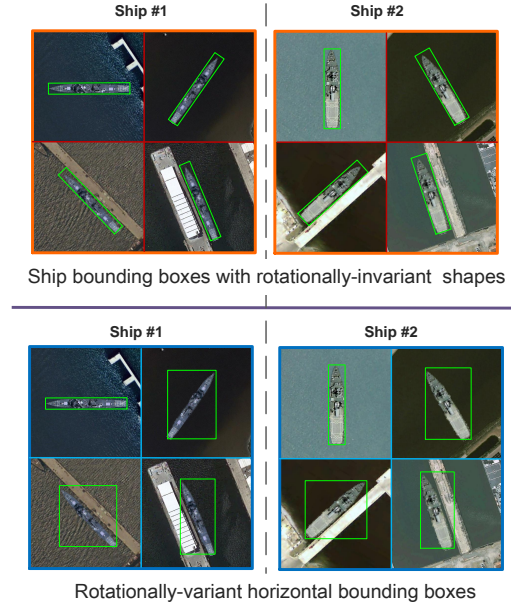 Ship #1
Ship #2
Ship bounding boxes with rotationally-invariant shapes
Ship #1
Ship #2
Rotationally-variant horizontal bounding boxes